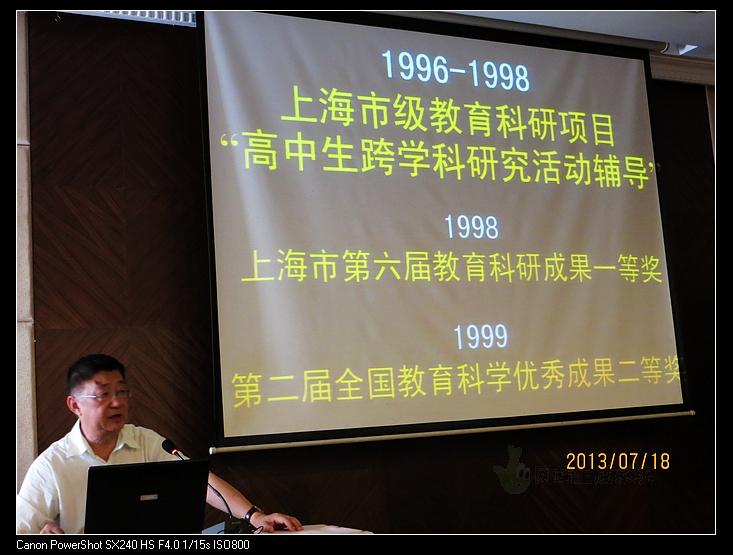 1996-1998
上海市级教育科研项目
“高中生跨学科研究活动辅导”
1998
上海市第六届教育科研成果一等奖
1999
第二届全国教育科学优秀成果二等奖
2013/07/18
hp
Canon PowerShot SX240 HS F4.0 1/15s ISO800